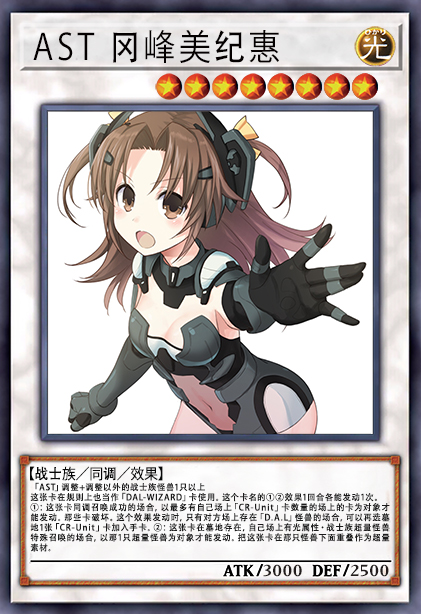 AST 冈峰美纪惠
ひかり
光
【战士族／同调／效果】
「AST」调整+调整以外的战士族怪兽1只以上
这张卡在规则上也当作「DAL-WIZARD」卡使用。这个卡名的①②效果1回合各能发动1次。
①：这张卡同调召唤成功的场合，以最多有自己场上「CR-Unit」卡数量的场上的卡为对象才
能发动。那些卡破坏。这个效果发动时，只有对方场上存在「D.A.L」怪兽的场合，可以再选墓
地1张「CR-Unit」卡加入手卡。②：这张卡在墓地存在，自己场上有光属性·战士族超量怪兽
特殊召唤的场合，以那1只超量怪兽为对象才能发动。把这张卡在那只怪兽下面重叠作为超量
素材。
ATK/3000 DEF/2500